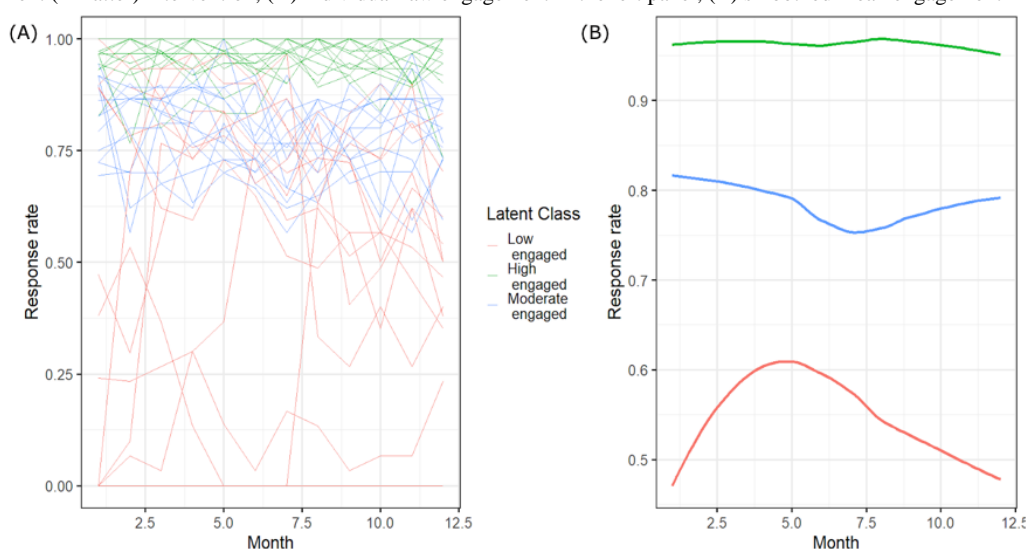 (A)
(B)
1.00
0.75
0.50
0.25
0.00
Response rate
2.5 5.0 7.5 10.0 12.5
Month
Latent Class
Low
engaged
High
engaged
Moderate
engaged
0.9
0.8
0.7
0.6
0.5
Response rate
2.5 5.0 7.5 10.0 12.5
Month